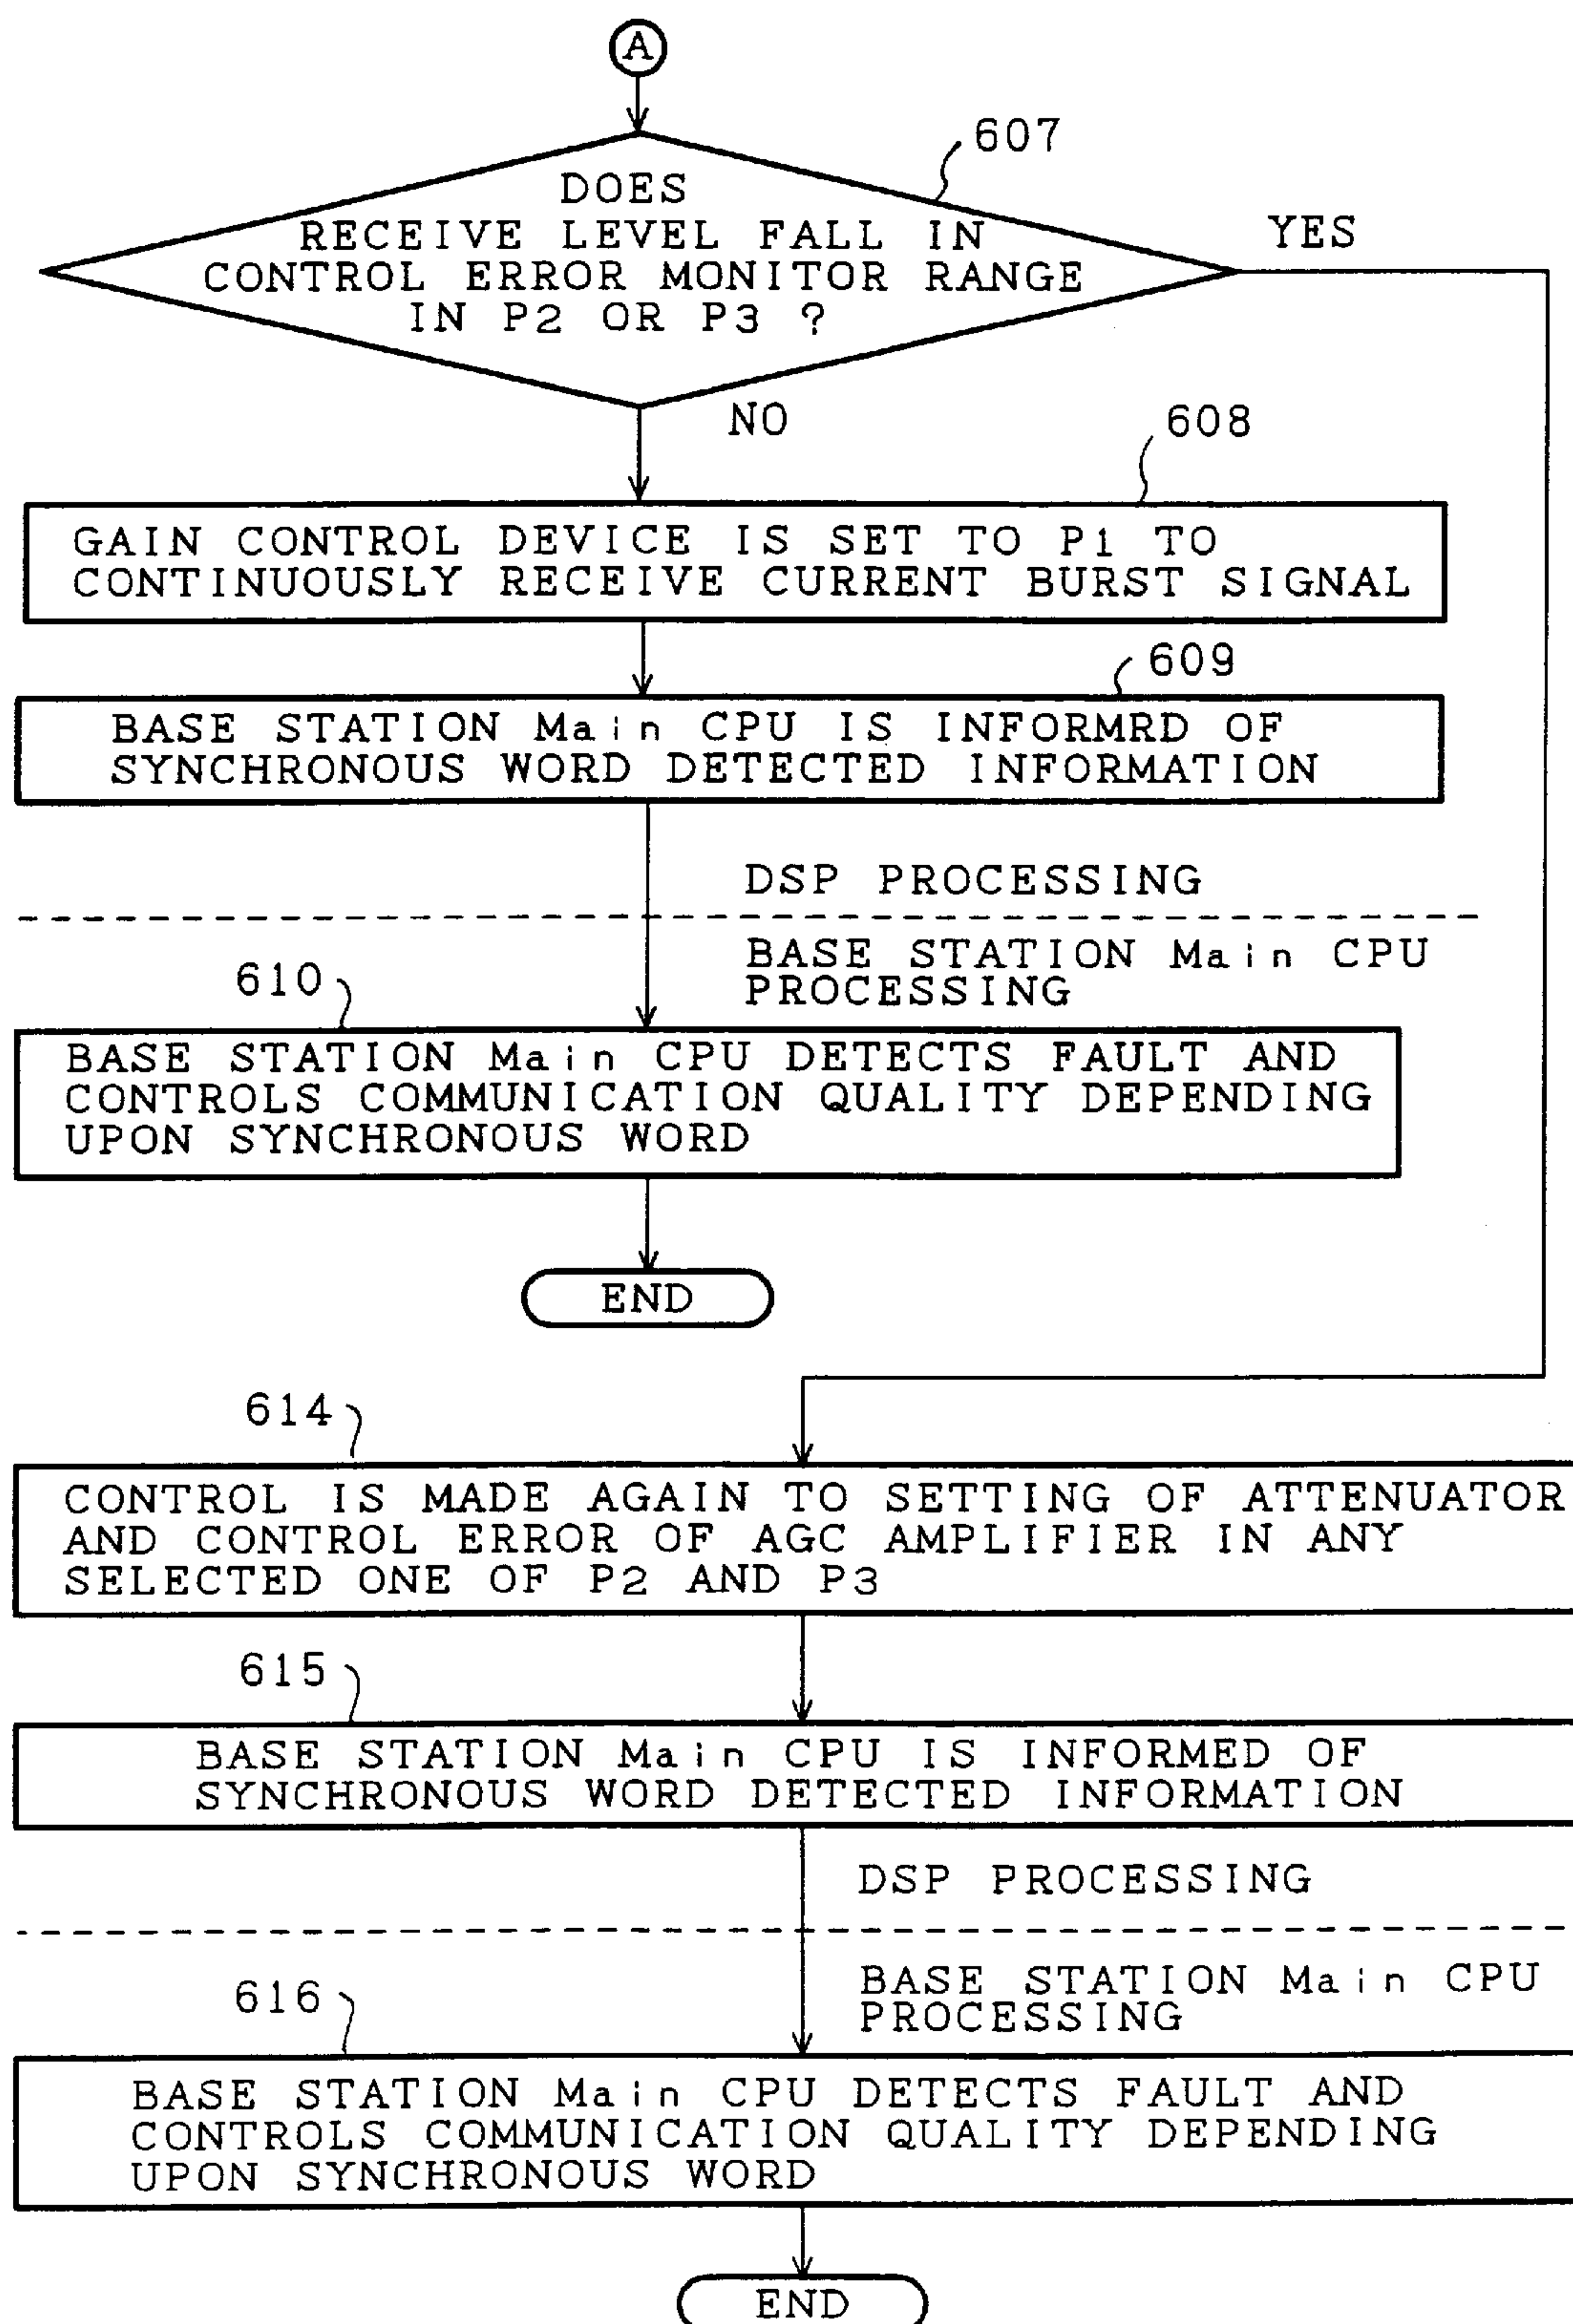 A
607
DOES
RECEIVE LEVEL FALL IN
CONTROL ERROR MONITOR RANGE
IN P2 OR P3 ?
YES
NO
608
GAIN CONTROL DEVICE IS SET TO P1 TO
CONTINUOUSLY RECEIVE CURRENT BURST SIGNAL
609
BASE STATION Main CPU IS INFORMRD OF
SYNCHRONOUS WORD DETECTED INFORMATION
DSP PROCESSING
BASE STATION Main CPU
PROCESSING
610
BASE STATION Main CPU DETECTS FAULT AND
CONTROLS COMMUNICATION QUALITY DEPENDING
UPON SYNCHRONOUS WORD
END
614
CONTROL IS MADE AGAIN TO SETTING OF ATTENUATOR
AND CONTROL ERROR OF AGC AMPLIFIER IN ANY
SELECTED ONE OF P2 AND P3
615
BASE STATION Main CPU IS INFORMED OF
SYNCHRONOUS WORD DETECTED INFORMATION
DSP PROCESSING
BASE STATION Main CPU
PROCESSING
616
BASE STATION Main CPU DETECTS FAULT AND
CONTROLS COMMUNICATION QUALITY DEPENDING
UPON SYNCHRONOUS WORD
END